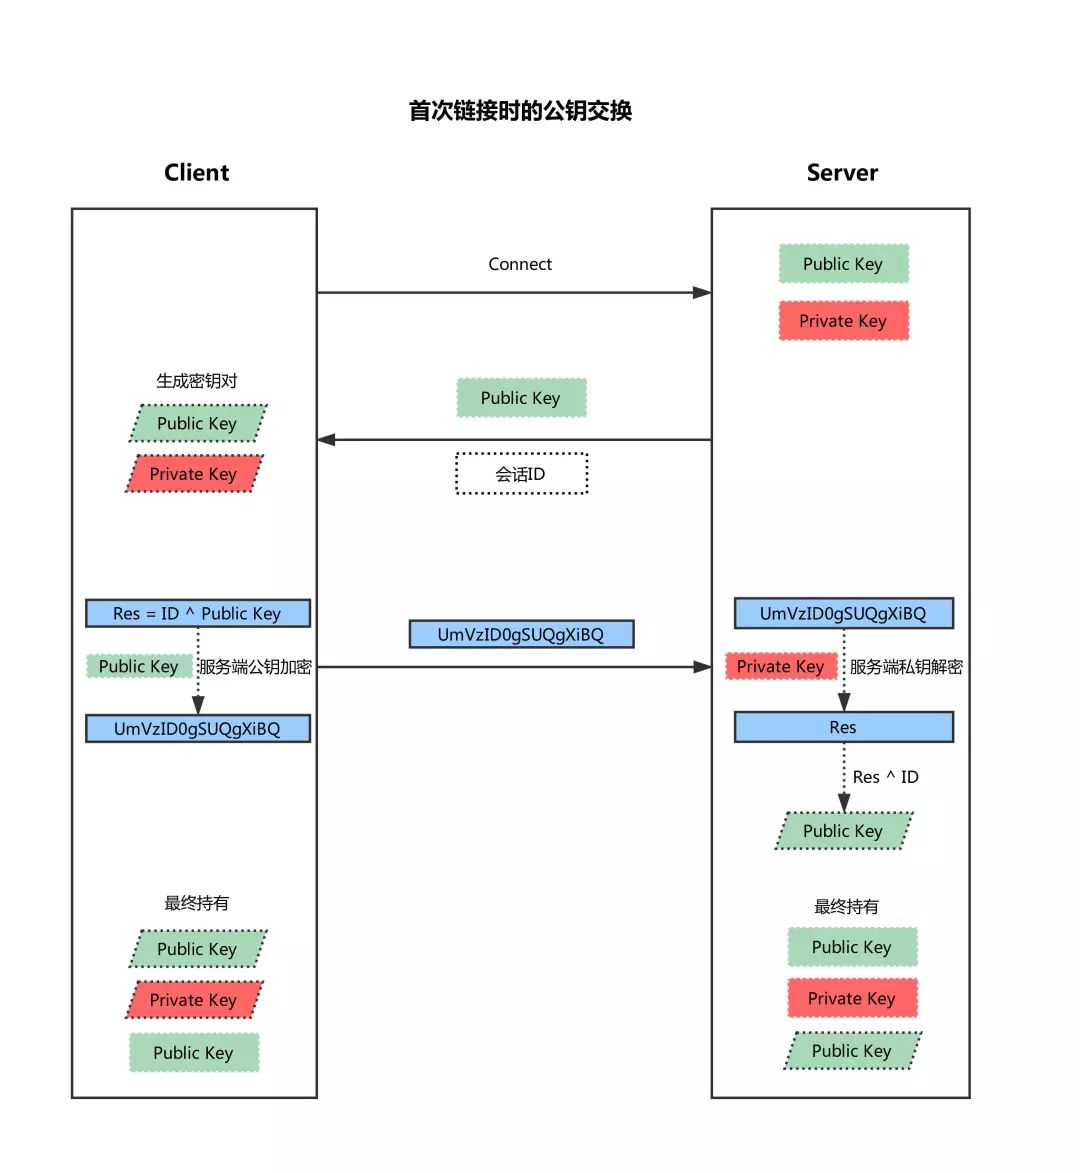 首次链接时的公钥交换
Client
Server
Connect
Public Key
Private Key
生成密钥对
Public Key
Private Key
Public Key
会话ID
Res = ID ^ Public Key
Public Key
服务端公钥加密
UmVzID0gSUQgXiBQ
UmVzID0gSUQgXiBQ
UmVzID0gSUQgXiBQ
Private Key
服务端私钥解密
Res
Res ^ ID
Public Key
最终持有
Public Key
Private Key
Public Key
最终持有
Public Key
Private Key
Public Key